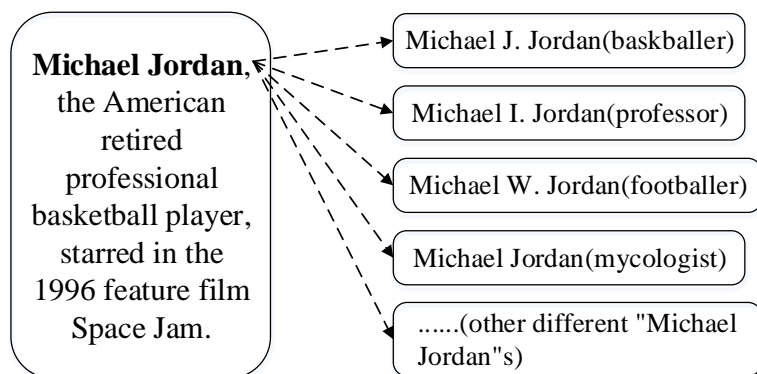 Michael Jordan,
the American
retired
professional
basketball player,
starred in the
1996 feature film
Space Jam.
Michael J. Jordan(baskballer)
Michael I. Jordan(professor)
Michael W. Jordan(footballer)
Michael Jordan(mycologist)
......(other different "Michael
Jordan"s)